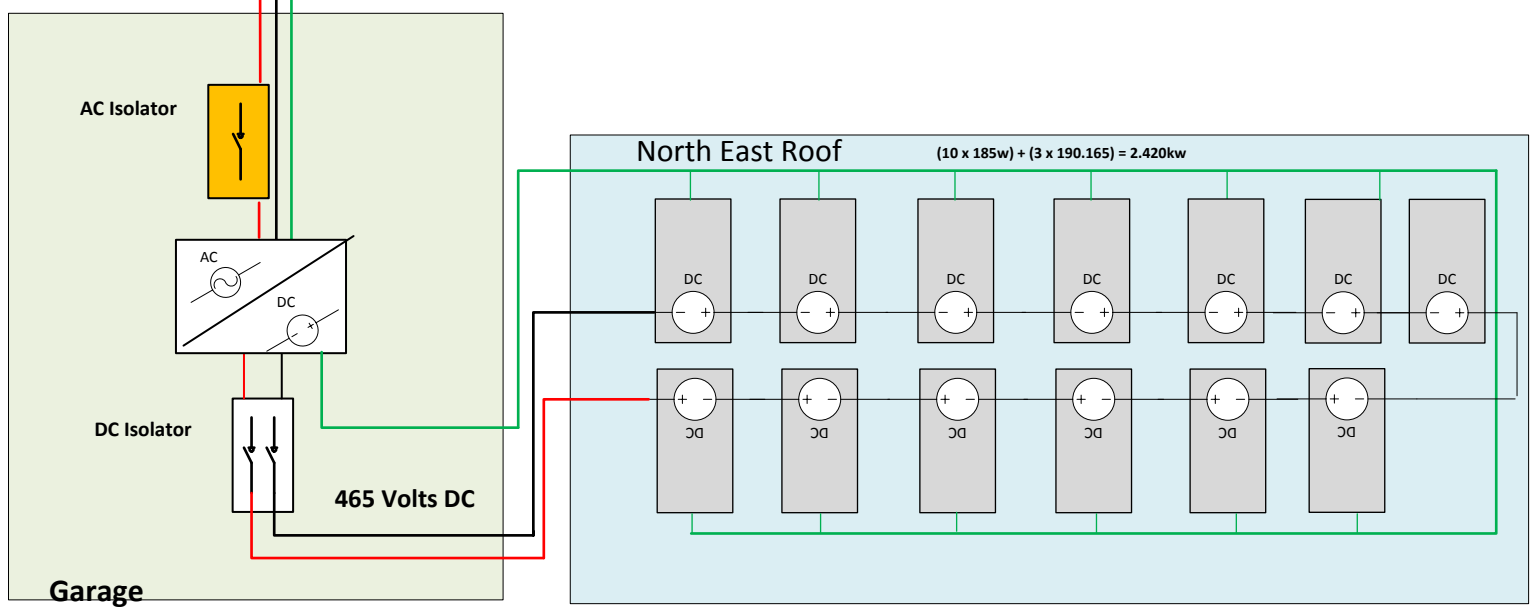 AC Isolator
North East Roof
(10 x 185w) + (3 x 190.165) = 2.420kw
AC
DC
DC
DC
DC
DC
DC
DC
DC
DC Isolator
DC
DC
DC
DC
DC
DC
465 Volts DC
Garage